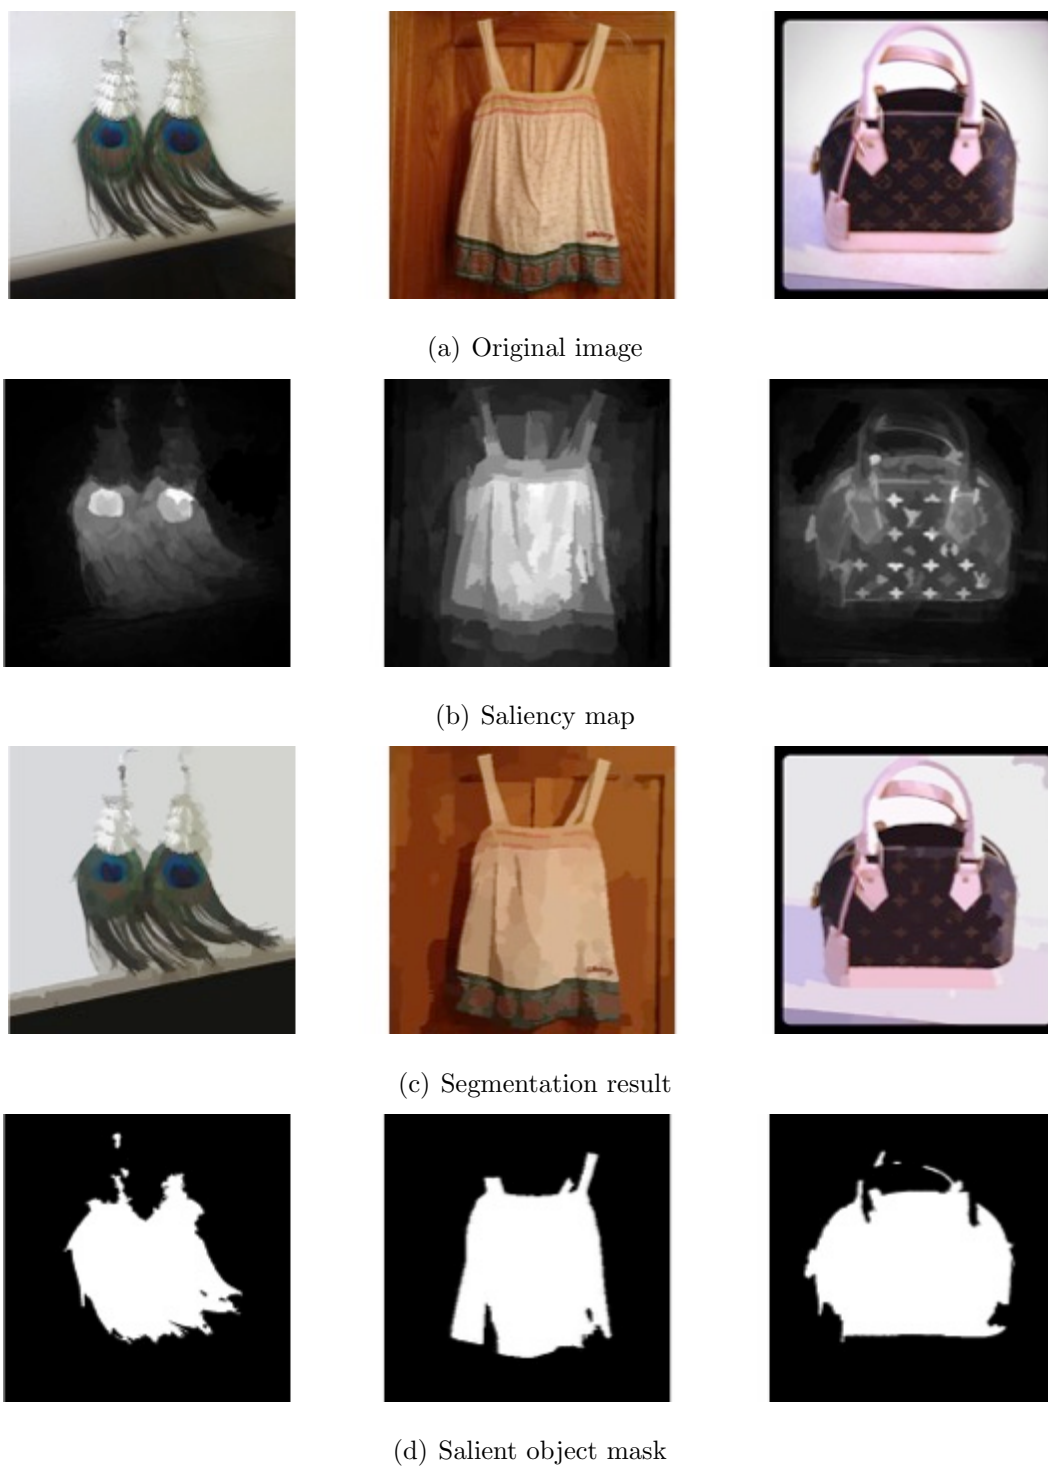 (a) Original image
(b) Saliency map
(c) Segmentation result
(d) Salient object mask